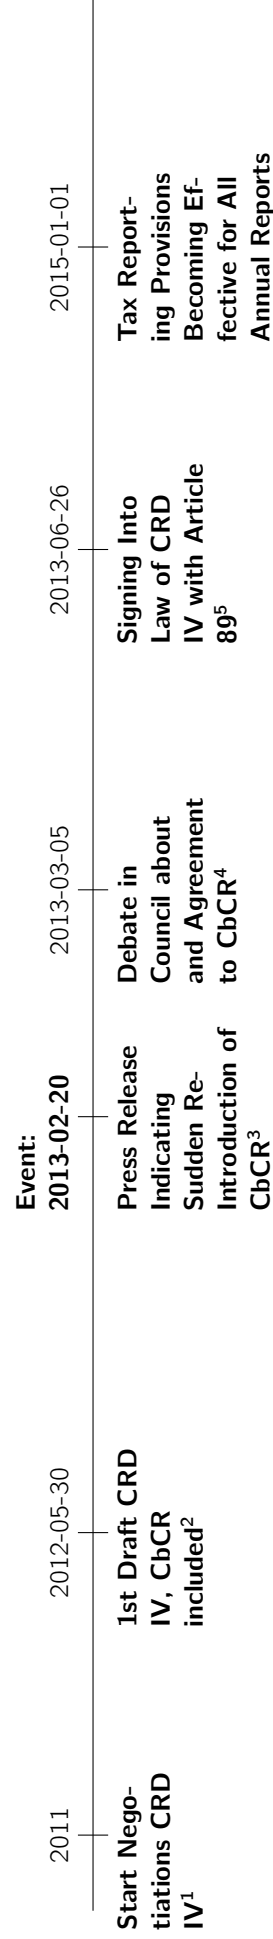 2011
Start Nego-
tiations CRD
IV¹
2012-05-30
1st Draft CRD
IV, CbCR
included²
Event:
2013-02-20
Press Release
Indicating
Sudden Re-
Introduction of
CbCR³
2013-03-05
Debate in
Council about
and Agreement
to CbCR⁴
2013-06-26
Signing Into
Law of CRD
IV with Article
89⁵
2015-01-01
Tax Report-
ing Provisions
Becoming Ef-
fective for All
Annual Reports